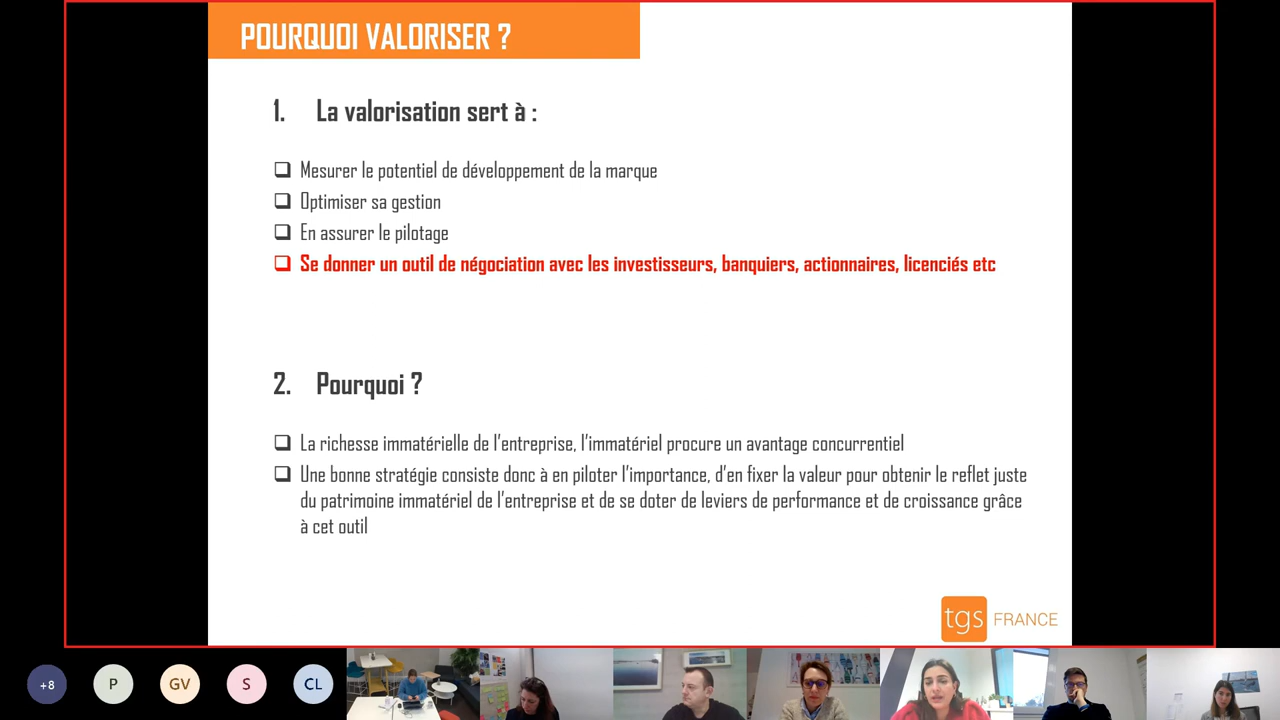 POURQUOI VALORISER ?
1. La valorisation sert à :
Mesurer le potentiel de développement de la marque
Optimiser sa gestion
En assurer le pilotage
Se donner un outil de négociation avec les investisseurs, banquiers, actionnaires, licenciés etc
2. Pourquoi ?
La richesse immatérielle de l'entreprise, l'immatériel procure un avantage concurrentiel
Une bonne stratégie consiste donc à en piloter l'importance, d'en fixer la valeur pour obtenir le reflet juste
du patrimoine immatériel de l'entreprise et de se doter de leviers de performance et de croissance grâce
à cet outil
tgs FRANCE
+8 P GV S CL